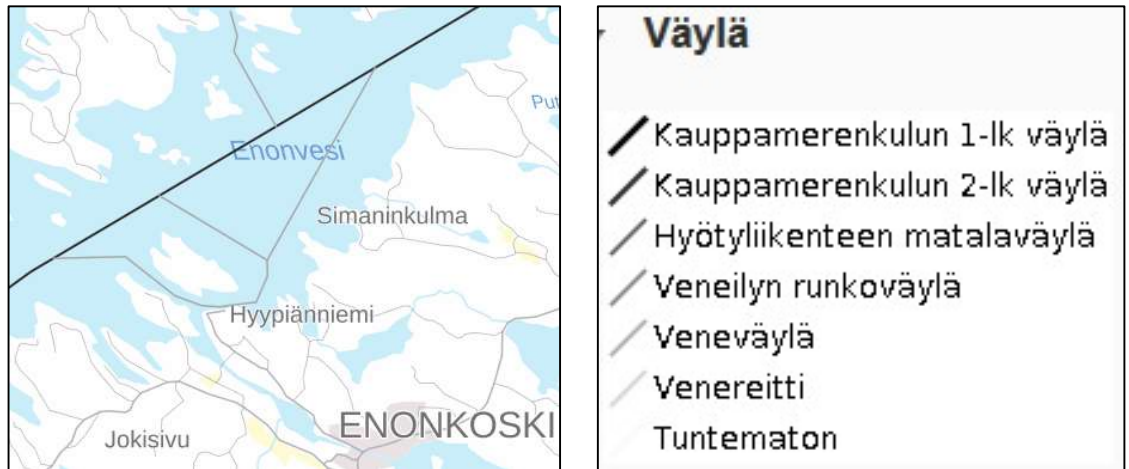 Put
Enonvesi
Simaninkulma
Hyypiänniemi
ENONKOSKI
Jokisivu
Väylä
Kauppamerenkulun 1-lk väylä
Kauppamerenkulun 2-lk väylä
Hyötyliikenteen matalaväylä
Veneilyn runkoväylä
Veneväylä
Venereitti
Tuntematon